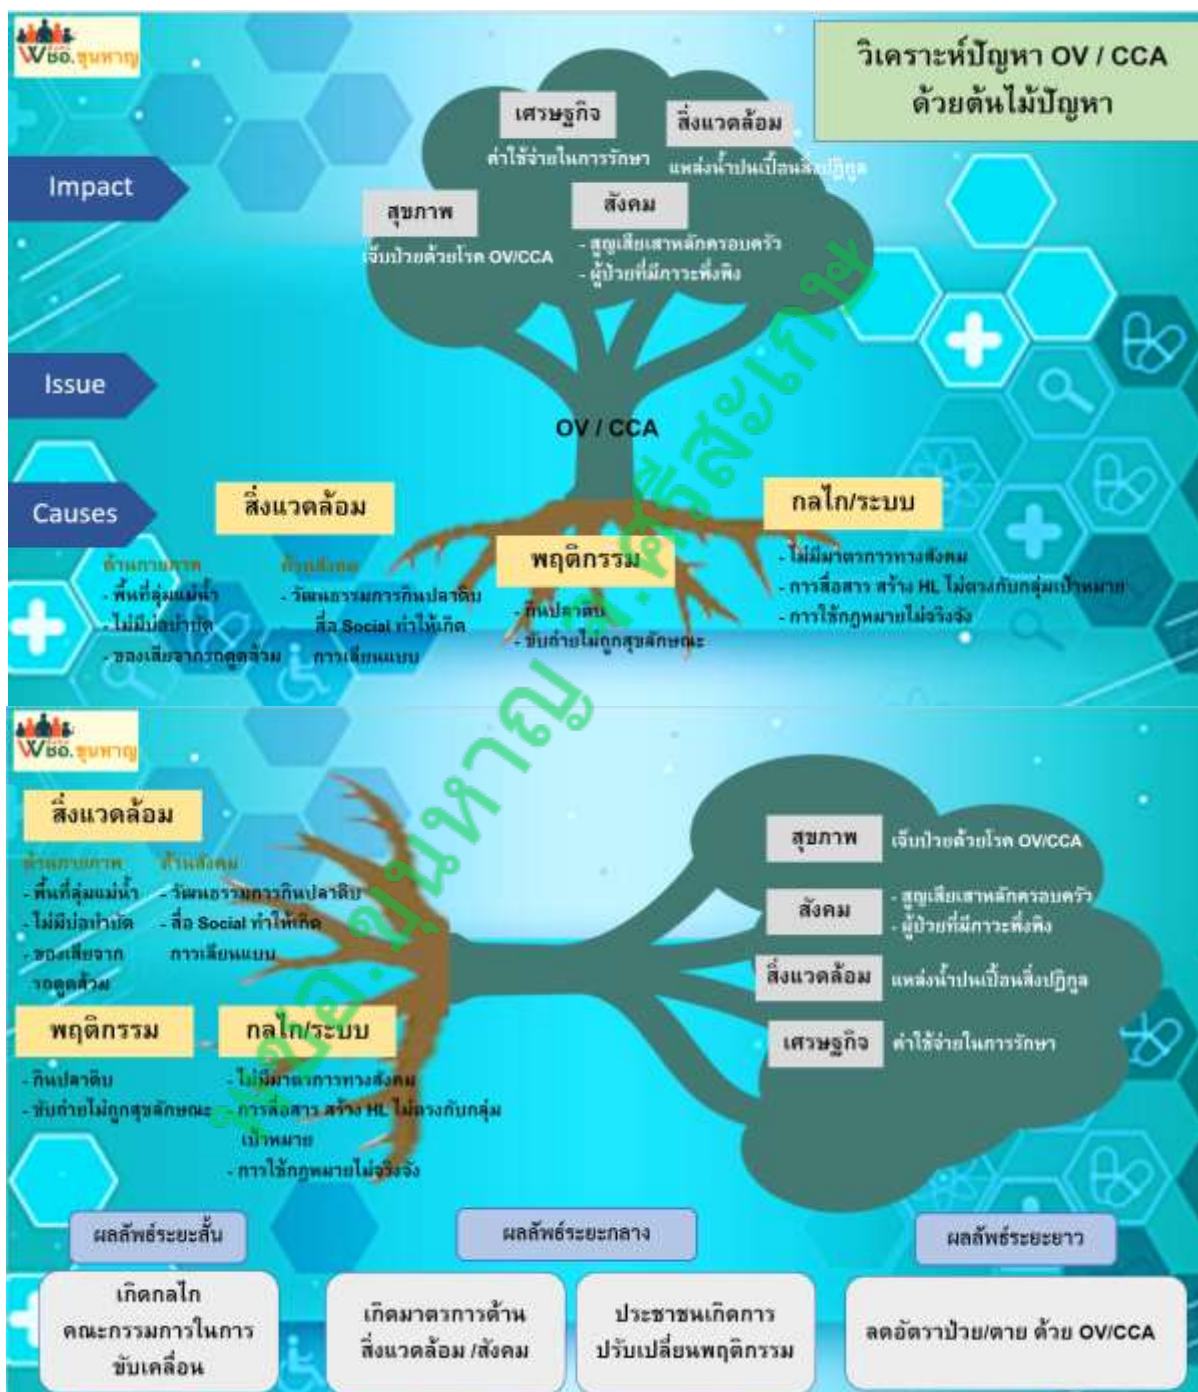 พชอ.ขุนหาญ
วิเคราะห์ปัญหา OV / CCA
ด้วยต้นไม้ปัญหา
เศรษฐกิจ
ค่าใช้จ่ายในการรักษา
สิ่งแวดล้อม
แหล่งน้ำปนเปื้อนสิ่งปฏิกูล
Impact
สุขภาพ
เจ็บป่วยด้วยโรค OV/CCA
สังคม
- สูญเสียเสาหลักครอบครัว
- ผู้ป่วยที่มีภาวะพึ่งพิง
Issue
OV / CCA
Causes
สิ่งแวดล้อม
ด้านกายภาพ
- พื้นที่ลุ่มแม่น้ำ
- ไม่มีบ่อบำบัด
- ของเสียจากรถดูดส้วม
ด้านสังคม
- วัฒนธรรมการกินปลาดิบ
สื่อ Social ทำให้เกิด
การเลียนแบบ
พฤติกรรม
- กินปลาดิบ
- ขับถ่ายไม่ถูกสุขลักษณะ
กลไก/ระบบ
- ไม่มีมาตรการทางสังคม
- การสื่อสาร สร้าง HL ไม่ตรงกับกลุ่มเป้าหมาย
- การใช้กฎหมายไม่จริงจัง
พชอ.ขุนหาญ จ.ศรีสะเกษ
พชอ.ขุนหาญ
สิ่งแวดล้อม
ด้านกายภาพ
- พื้นที่ลุ่มแม่น้ำ
- ไม่มีบ่อบำบัด
- ของเสียจาก
รถดูดส้วม
ด้านสังคม
- วัฒนธรรมการกินปลาดิบ
- สื่อ Social ทำให้เกิด
การเลียนแบบ
พฤติกรรม
- กินปลาดิบ
- ขับถ่ายไม่ถูกสุขลักษณะ
กลไก/ระบบ
- ไม่มีมาตรการทางสังคม
- การสื่อสาร สร้าง HL ไม่ตรงกับกลุ่ม
เป้าหมาย
- การใช้กฎหมายไม่จริงจัง
สุขภาพ
เจ็บป่วยด้วยโรค OV/CCA
สังคม
- สูญเสียเสาหลักครอบครัว
- ผู้ป่วยที่มีภาวะพึ่งพิง
สิ่งแวดล้อม
แหล่งน้ำปนเปื้อนสิ่งปฏิกูล
เศรษฐกิจ
ค่าใช้จ่ายในการรักษา
ผลลัพธ์ระยะสั้น
เกิดกลไก
คณะกรรมการในการ
ขับเคลื่อน
ผลลัพธ์ระยะกลาง
เกิดมาตรการด้าน
สิ่งแวดล้อม /สังคม
ประชาชนเกิดการ
ปรับเปลี่ยนพฤติกรรม
ผลลัพธ์ระยะยาว
ลดอัตราป่วย/ตาย ด้วย OV/CCA